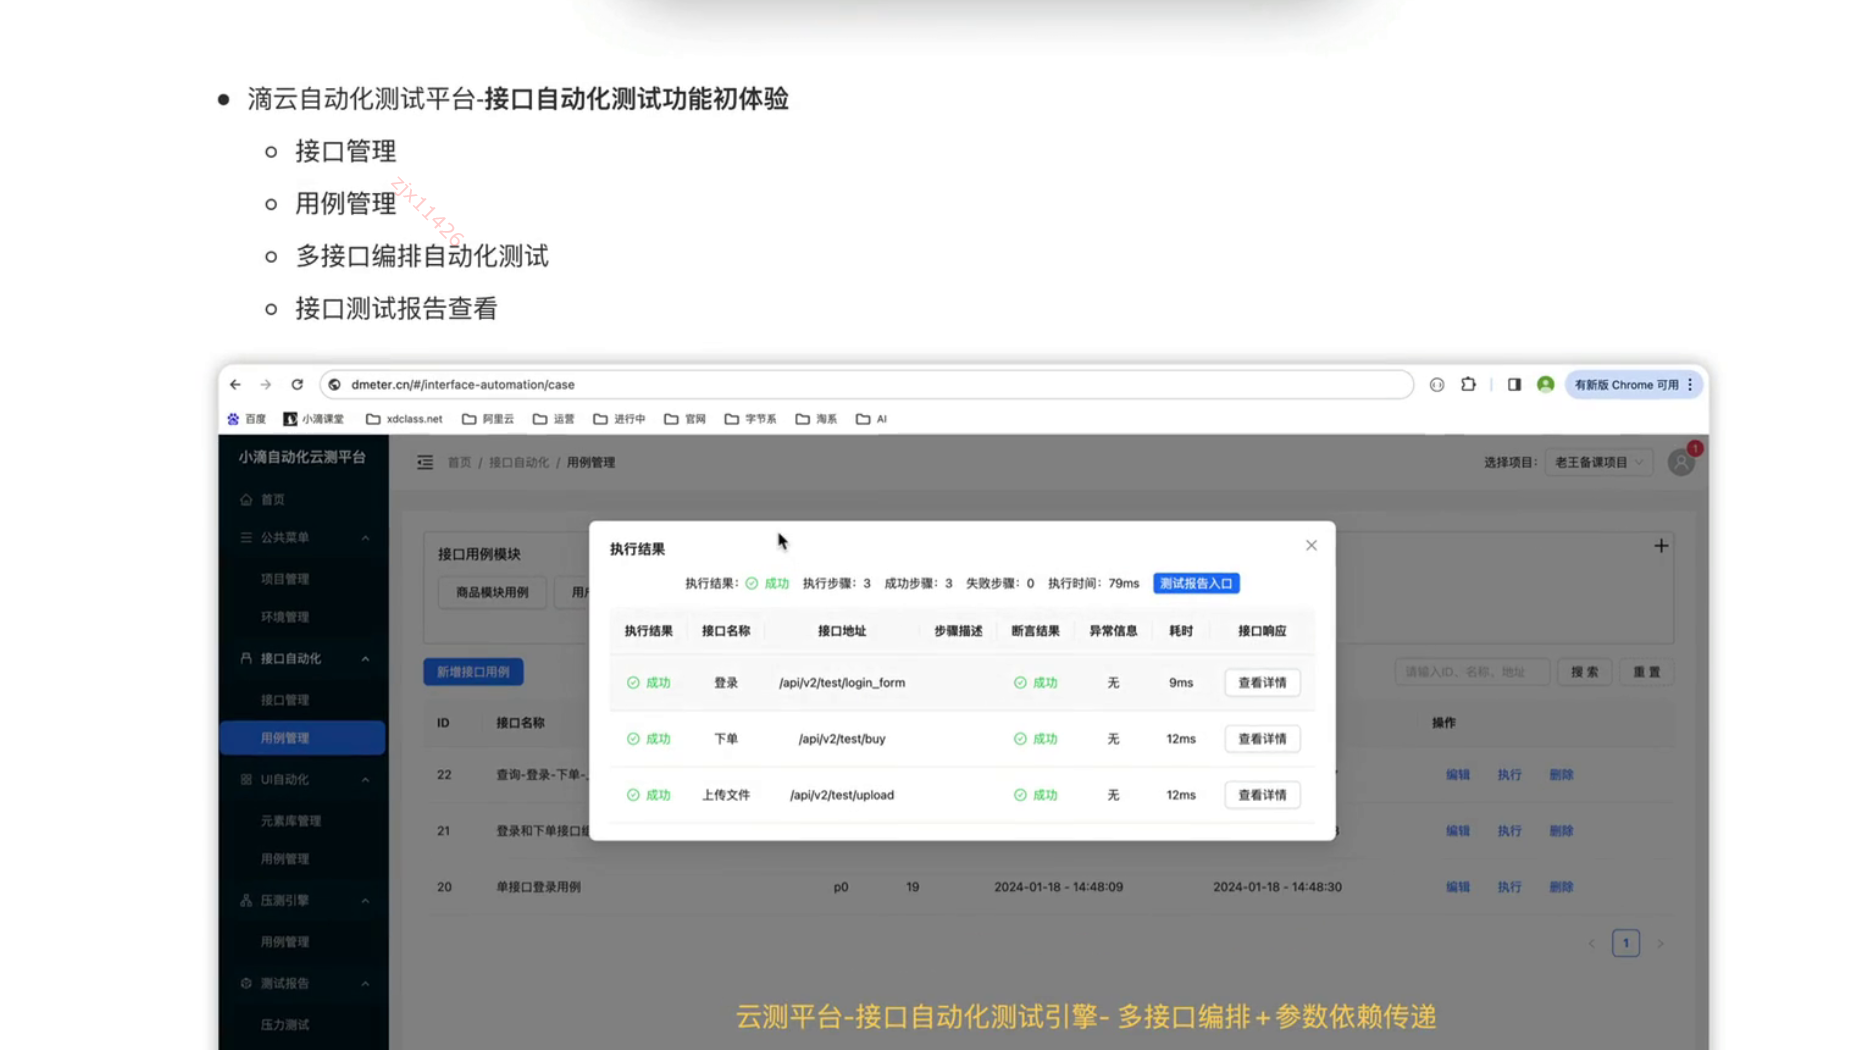 滴云自动化测试平台-接口自动化测试功能初体验
接口管理
用例管理
zjx11426
多接口编排自动化测试
接口测试报告查看
dmeter.cn/#/interface-automation/case
有新版 Chrome 可用
百度 小滴课堂 xdclass.net 阿里云 运营 进行中 官网 字节系 淘系 AI
小滴自动化云测平台
首页 / 接口自动化 / 用例管理
选择项目: 老王备课项目
1
首页
公共菜单
项目管理
环境管理
接口自动化
接口管理
用例管理
UI自动化
元素库管理
用例管理
压测引擎
用例管理
测试报告
压力测试
接口用例模块
商品模块用例
新增接口用例
请输入ID、名称、地址 搜 索 重 置
ID 接口名称 操作
22 查询-登录-下单- 编辑 执行 删除
21 登录和下单接口 编辑 执行 删除
20 单接口登录用例 p0 19 2024-01-18 - 14:48:09 2024-01-18 - 14:48:30 编辑 执行 删除
1
执行结果
执行结果: 成功 执行步骤: 3 成功步骤: 3 失败步骤: 0 执行时间: 79ms 测试报告入口
执行结果 接口名称 接口地址 步骤描述 断言结果 异常信息 耗时 接口响应
成功 登录 /api/v2/test/login_form 成功 无 9ms 查看详情
成功 下单 /api/v2/test/buy 成功 无 12ms 查看详情
成功 上传文件 /api/v2/test/upload 成功 无 12ms 查看详情
云测平台-接口自动化测试引擎- 多接口编排+参数依赖传递